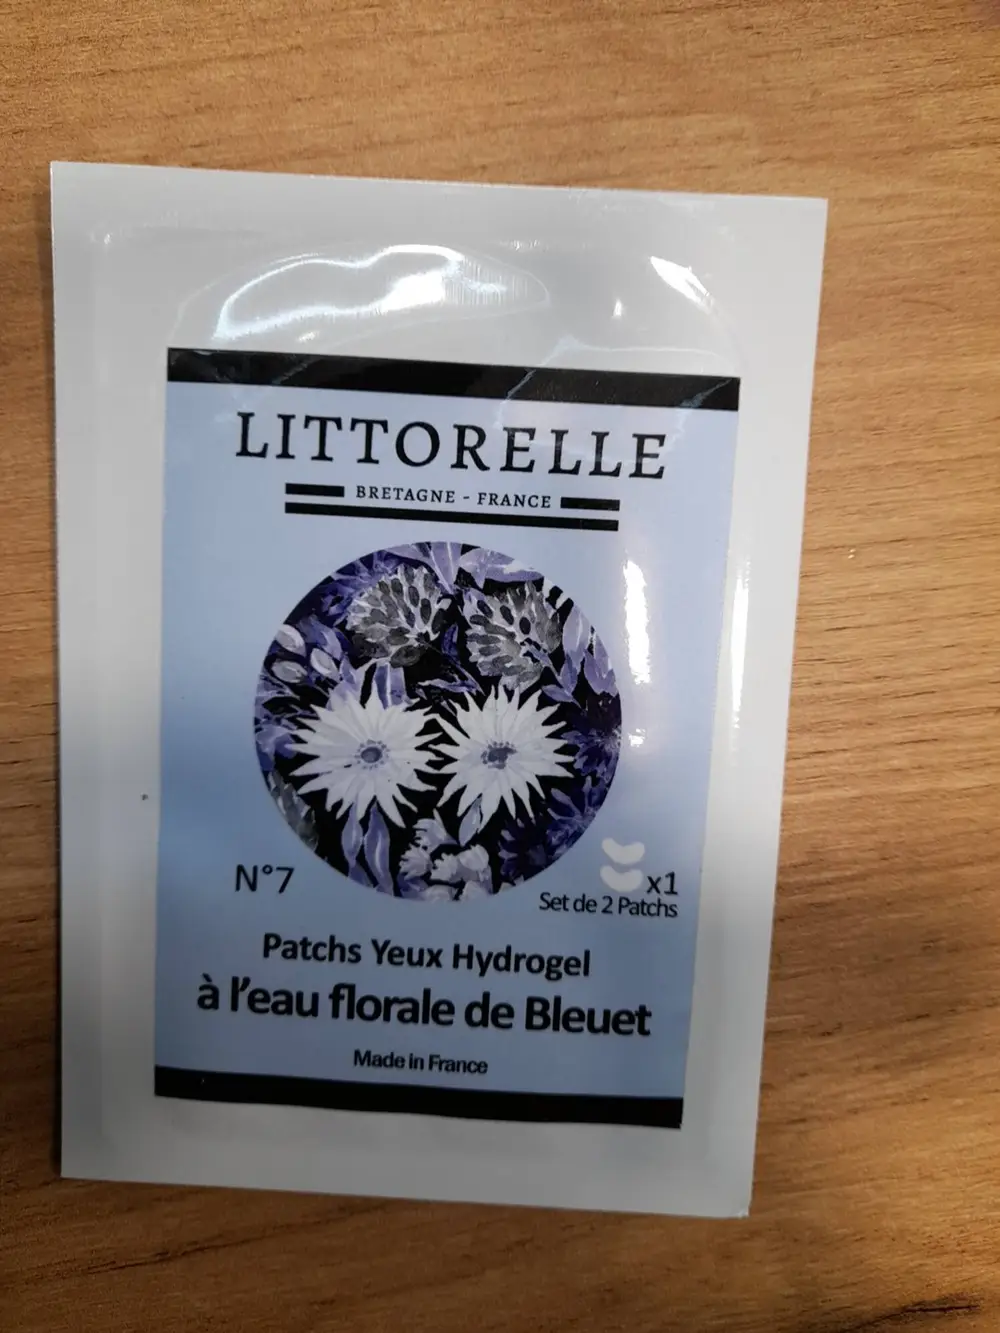 LITTORELLE
BRETAGNE - FRANCE
N°7
x1
Set de 2 Patchs
Patchs Yeux Hydrogel
à l'eau florale de Bleuet
Made in France